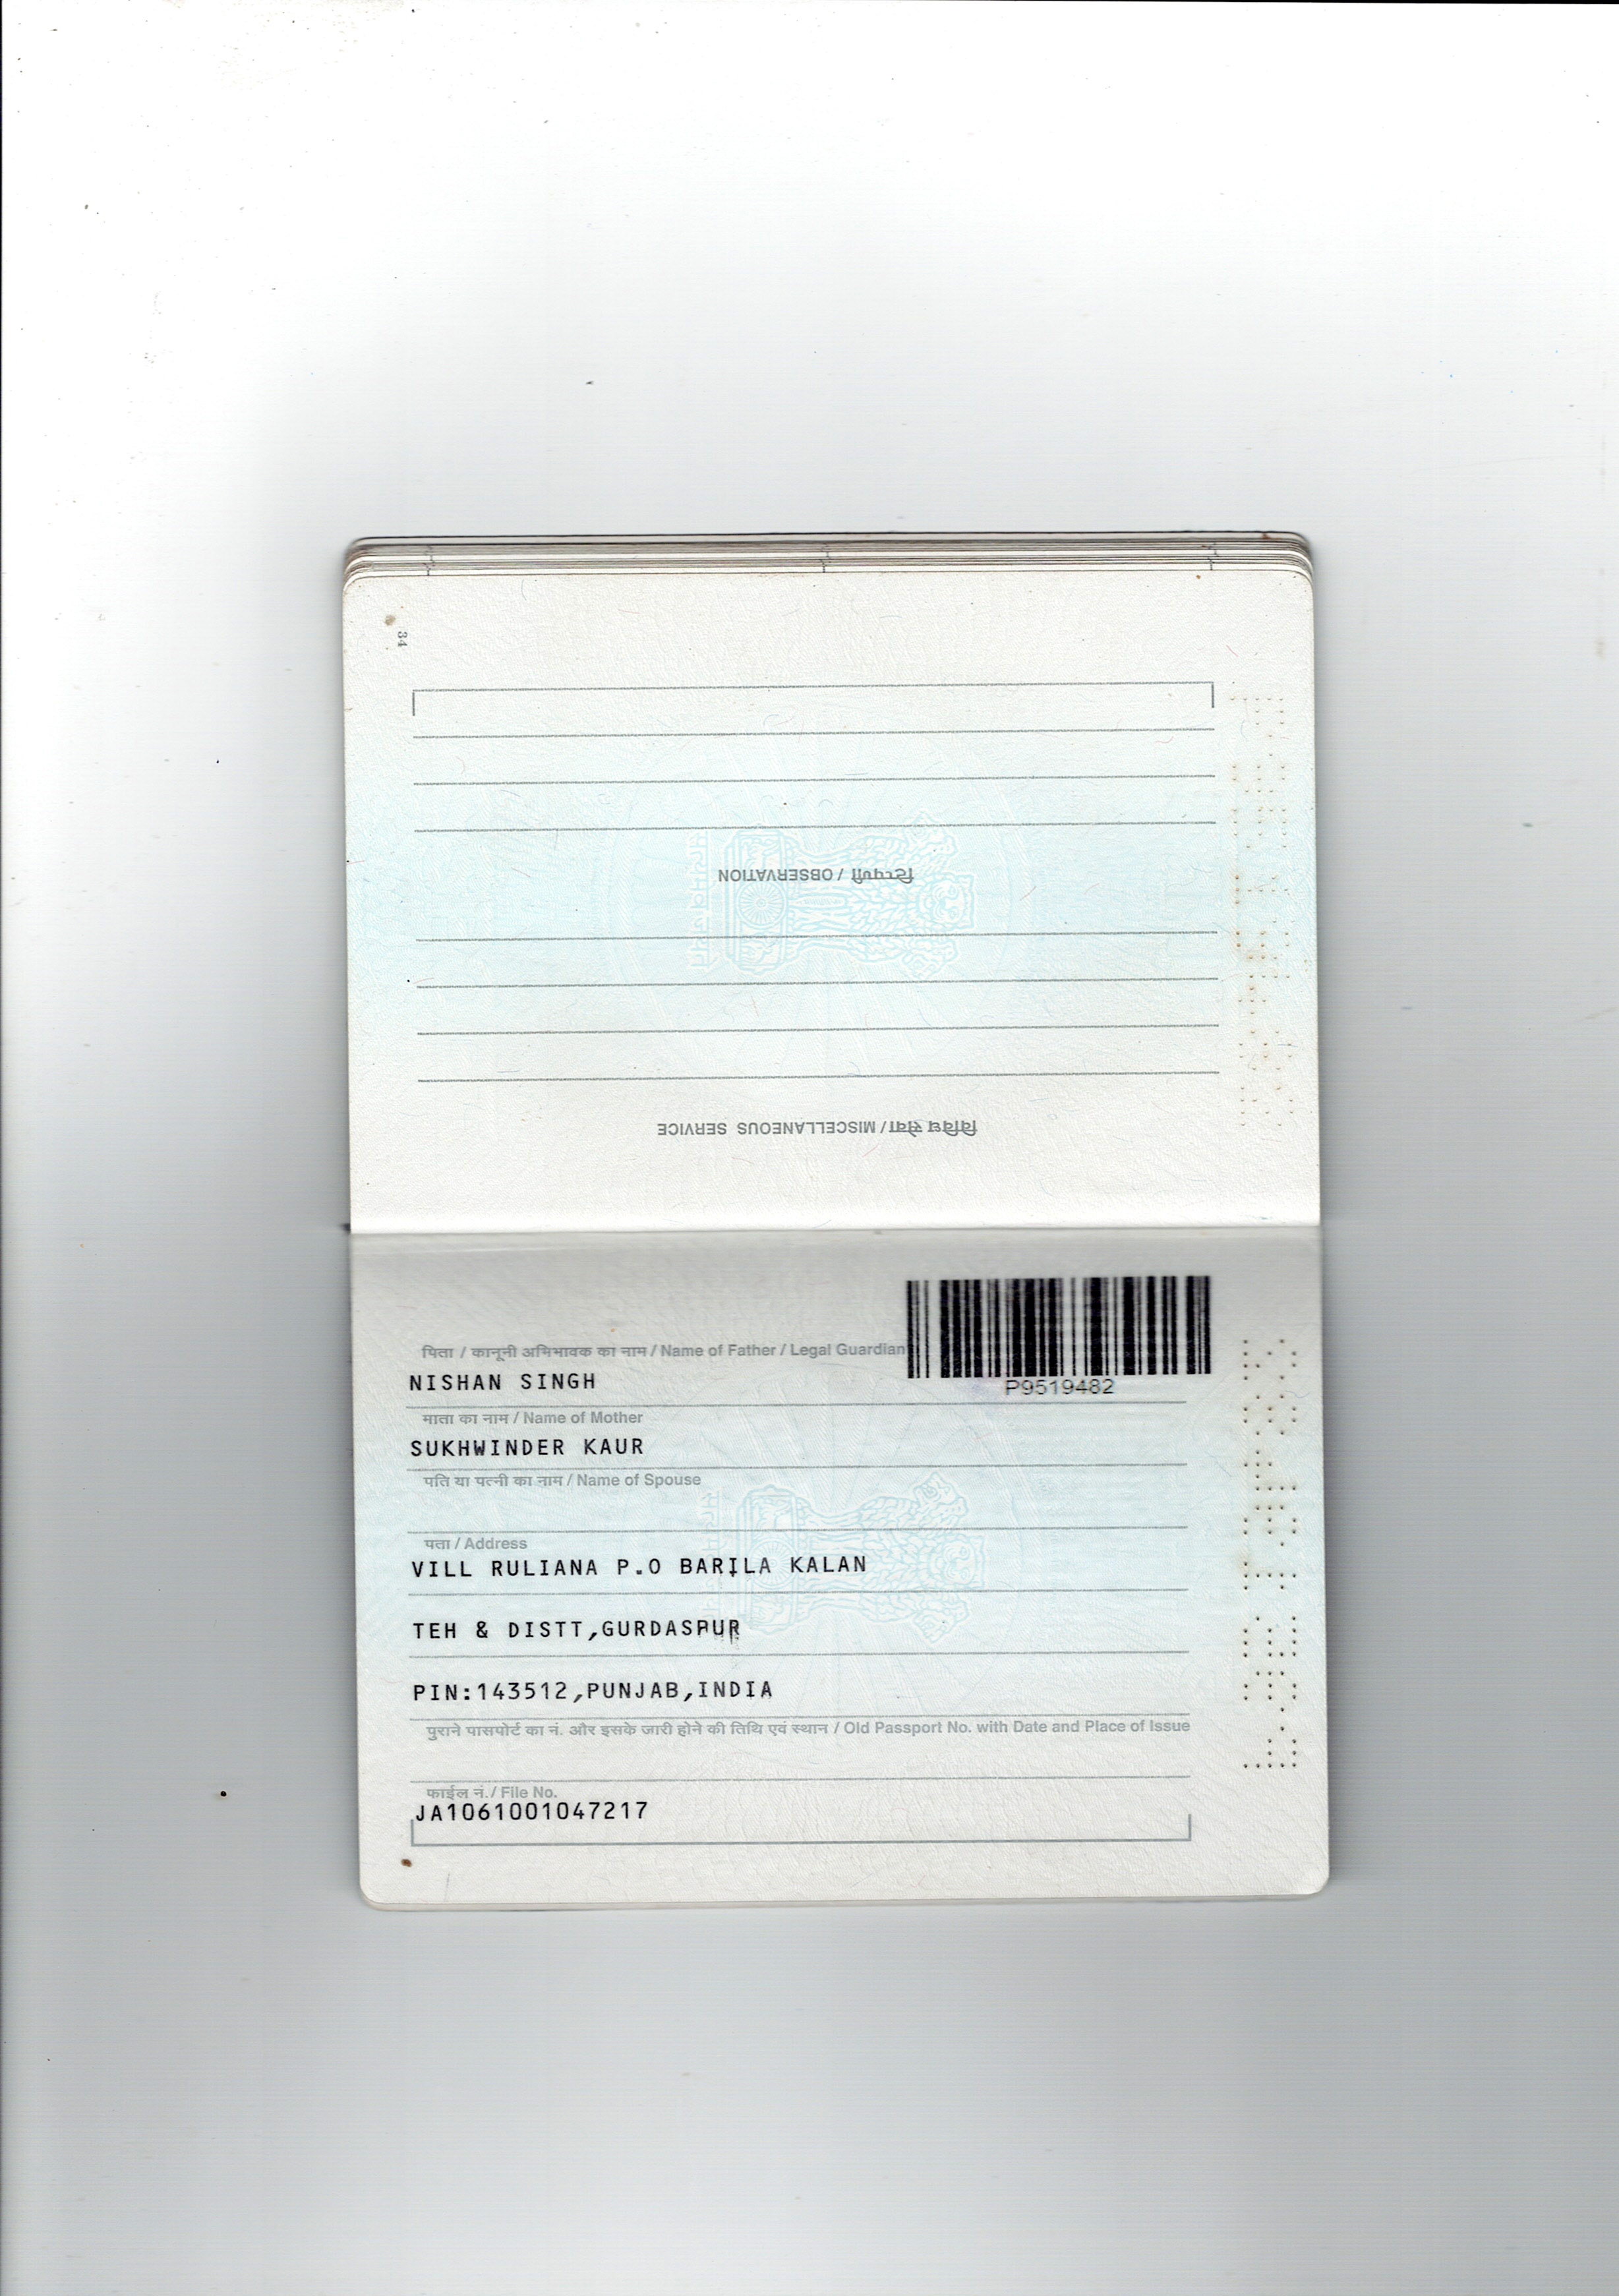 34
टिप्पणी / OBSERVATION
विविध सेवा / MISCELLANEOUS SERVICE
पिता / कानूनी अभिभावक का नाम / Name of Father / Legal Guardian
NISHAN SINGH
P9519482
माता का नाम / Name of Mother
SUKHWINDER KAUR
पति या पत्नी का नाम / Name of Spouse
पता / Address
VILL RULIANA P.O BARILA KALAN
TEH & DISTT,GURDASPUR
PIN:143512,PUNJAB,INDIA
पुराने पासपोर्ट का नं. और इसके जारी होने की तिथि एवं स्थान / Old Passport No. with Date and Place of Issue
फाईल नं./ File No.
JA1061001047217